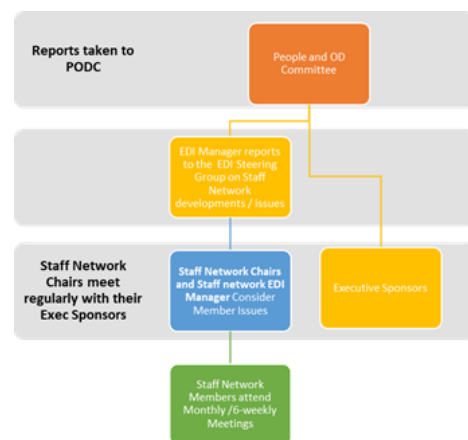 Reports taken to
PODC
People and OD
Committee
EDI Manager reports
to the EDI Steering
Group on Staff
Network
developments / issues
Staff Network
Chairs meet
regularly with their
Exec Sponsors
Staff Network Chairs
and Staff network EDI
Manager Consider
Member Issues
Executive Sponsors
Staff Network
Members attend
Monthly /6-weekly
Meetings